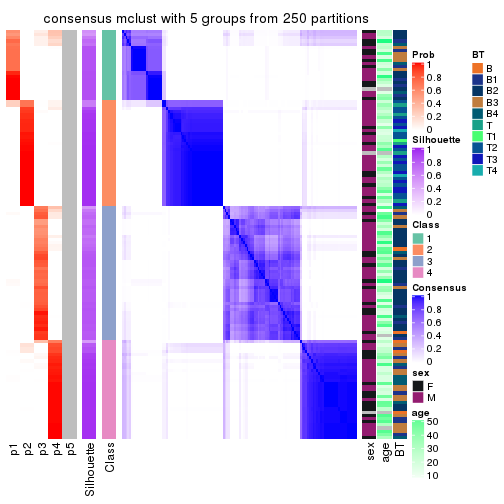 consensus mclust with 5 groups from 250 partitions
Prob
1
0.8
0.6
0.4
0.2
0
Silhouette
1
0.8
0.6
0.4
0.2
0
Class
1
2
3
4
Consensus
1
0.8
0.6
0.4
0.2
0
sex
F
M
age
50
40
30
20
10
BT
B
B1
B2
B3
B4
T
T1
T2
T3
T4
p1
p2
p3
p4
p5
Silhouette
Class
sex
age
BT